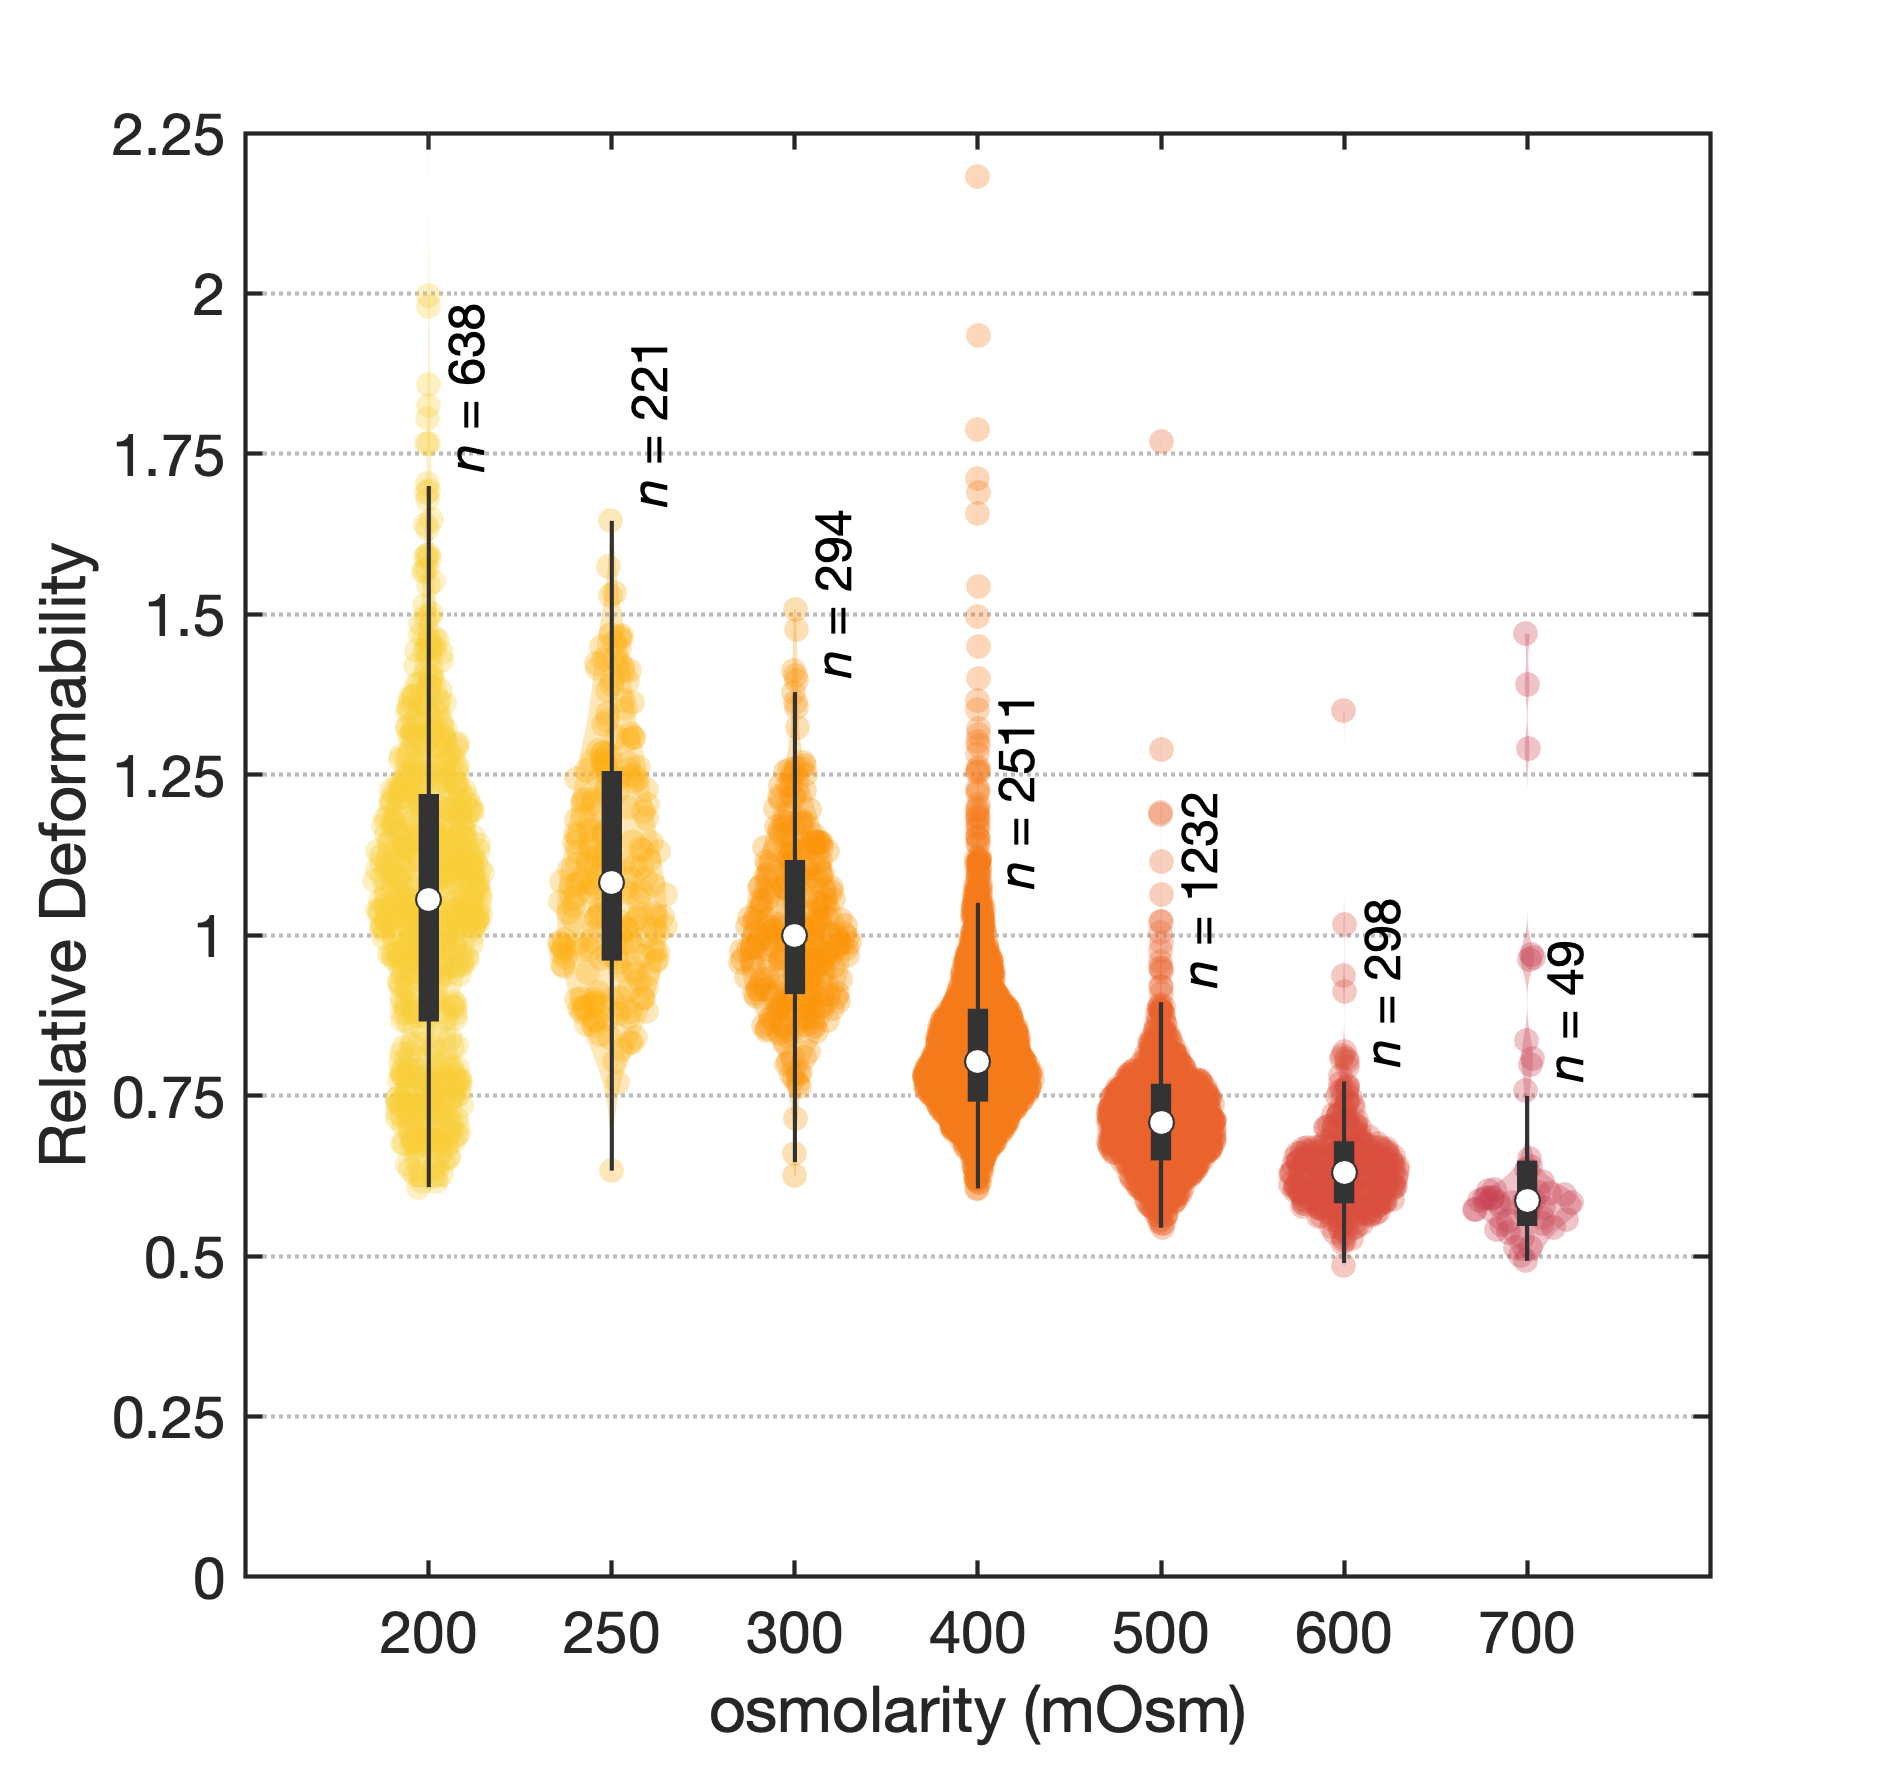 2.25
2
1.75
1.5
1.25
1
0.75
0.5
0.25
0
Relative Deformability
n = 638
n = 221
n = 294
n = 2511
n = 1232
n = 298
n = 49
200 250 300 400 500 600 700
osmolarity (mOsm)